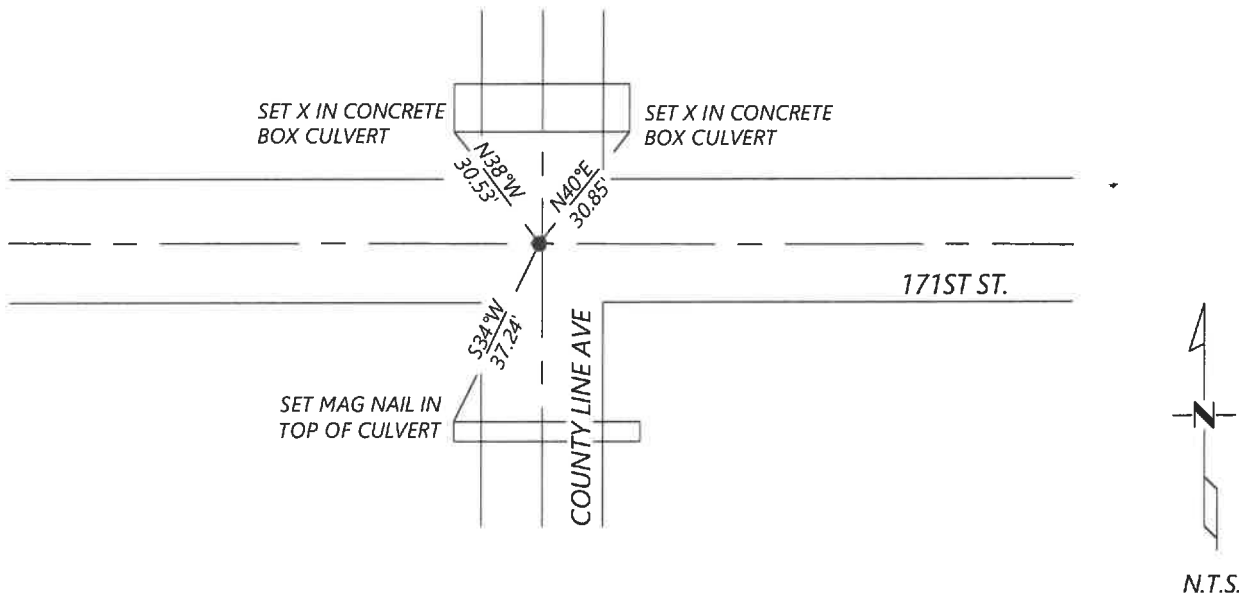 SET X IN CONCRETE
BOX CULVERT
SET X IN CONCRETE
BOX CULVERT
N38°W
30.53'
N40°E
30.85'
171ST ST.
S34°W
37.24'
COUNTY LINE AVE
SET MAG NAIL IN
TOP OF CULVERT
N
N.T.S.